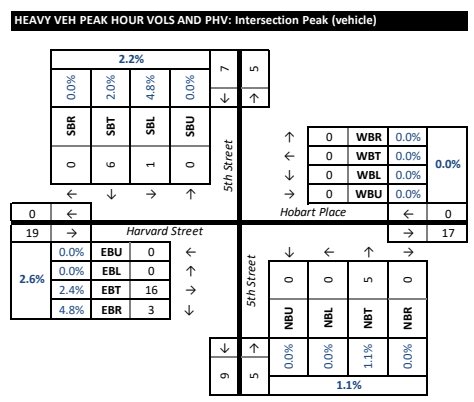 HEAVY VEH PEAK HOUR VOLS AND PHV: Intersection Peak (vehicle)
2.2%
0.0% 2.0% 4.8% 0.0% 7 5
↓ ↑
SBR SBT SBL SBU
0 6 1 0
5th Street
← ↓ → ↑
↑ 0 WBR 0.0%
← 0 WBT 0.0%
↓ 0 WBL 0.0%
→ 0 WBU 0.0%
0.0%
0 ← Hobart Place ← 0
19 → Harvard Street → 17
2.6%
0.0% EBU 0 ←
0.0% EBL 0 ↑
2.4% EBT 16 →
4.8% EBR 3 ↓
5th Street
↓ ← ↑ →
0 0 5 0
NBU NBL NBT NBR
↓ ↑ 0.0% 0.0% 1.1% 0.0%
9 5 1.1%